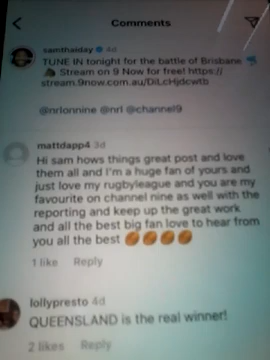 Comments
samthaiday 4d
TUNE IN tonight for the battle of Brisbane
Stream on 9 Now for free! https://
stream.9now.com.au/
@nrlonnine @nrl @channel9
mattdapp4 3d
Hi sam hows things great post and love
them all and I'm a huge fan of yours and
just love my rugbyleague and you are my
favourite on channel nine as well with the
reporting and keep up the great work
and all the best big fan love to hear from
you all the best 🏉🏉🏉🏉
1 like Reply
lollypresto 4d
QUEENSLAND is the real winner!
2 likes Reply